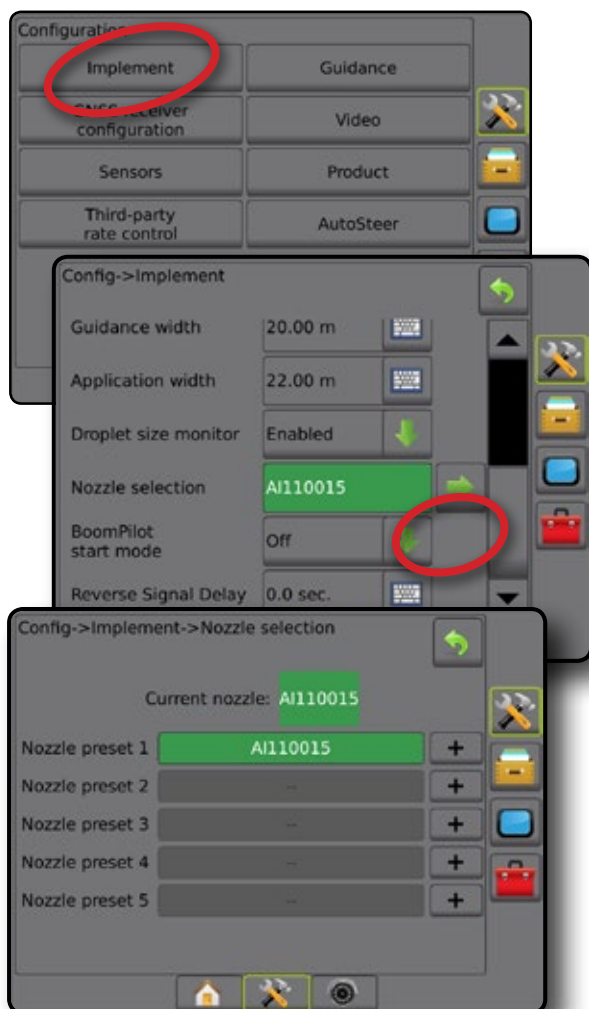 Configuration
Implement
Guidance
GNSS receiver
configuration
Video
Sensors
Product
Third-party
rate control
AutoSteer
Config->Implement
Guidance width
20.00 m
Application width
22.00 m
Droplet size monitor
Enabled
Nozzle selection
AI110015
BoomPilot
start mode
Off
Reverse Signal Delay
0.0 sec.
Config->Implement->Nozzle selection
Current nozzle: AI110015
Nozzle preset 1 AI110015 +
Nozzle preset 2 -- +
Nozzle preset 3 -- +
Nozzle preset 4 -- +
Nozzle preset 5 -- +